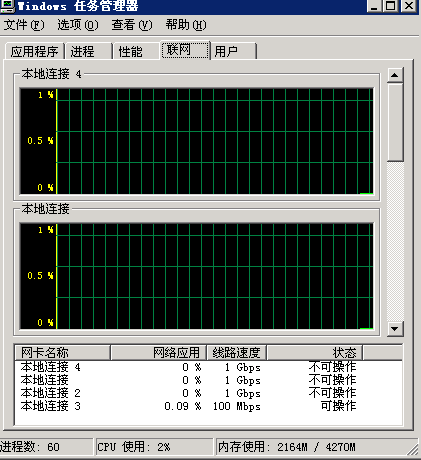 Windows 任务管理器
文件(F) 选项(O) 查看(V) 帮助(H)
应用程序 进程 性能 联网 用户
本地连接 4
1 %
0.5 %
0 %
本地连接
1 %
0.5 %
0 %
网卡名称 网络应用 线路速度 状态
本地连接 4 0 % 1 Gbps 不可操作
本地连接 0 % 1 Gbps 不可操作
本地连接 2 0 % 1 Gbps 不可操作
本地连接 3 0.09 % 100 Mbps 可操作
进程数: 60 CPU 使用: 2% 内存使用: 2164M / 4270M